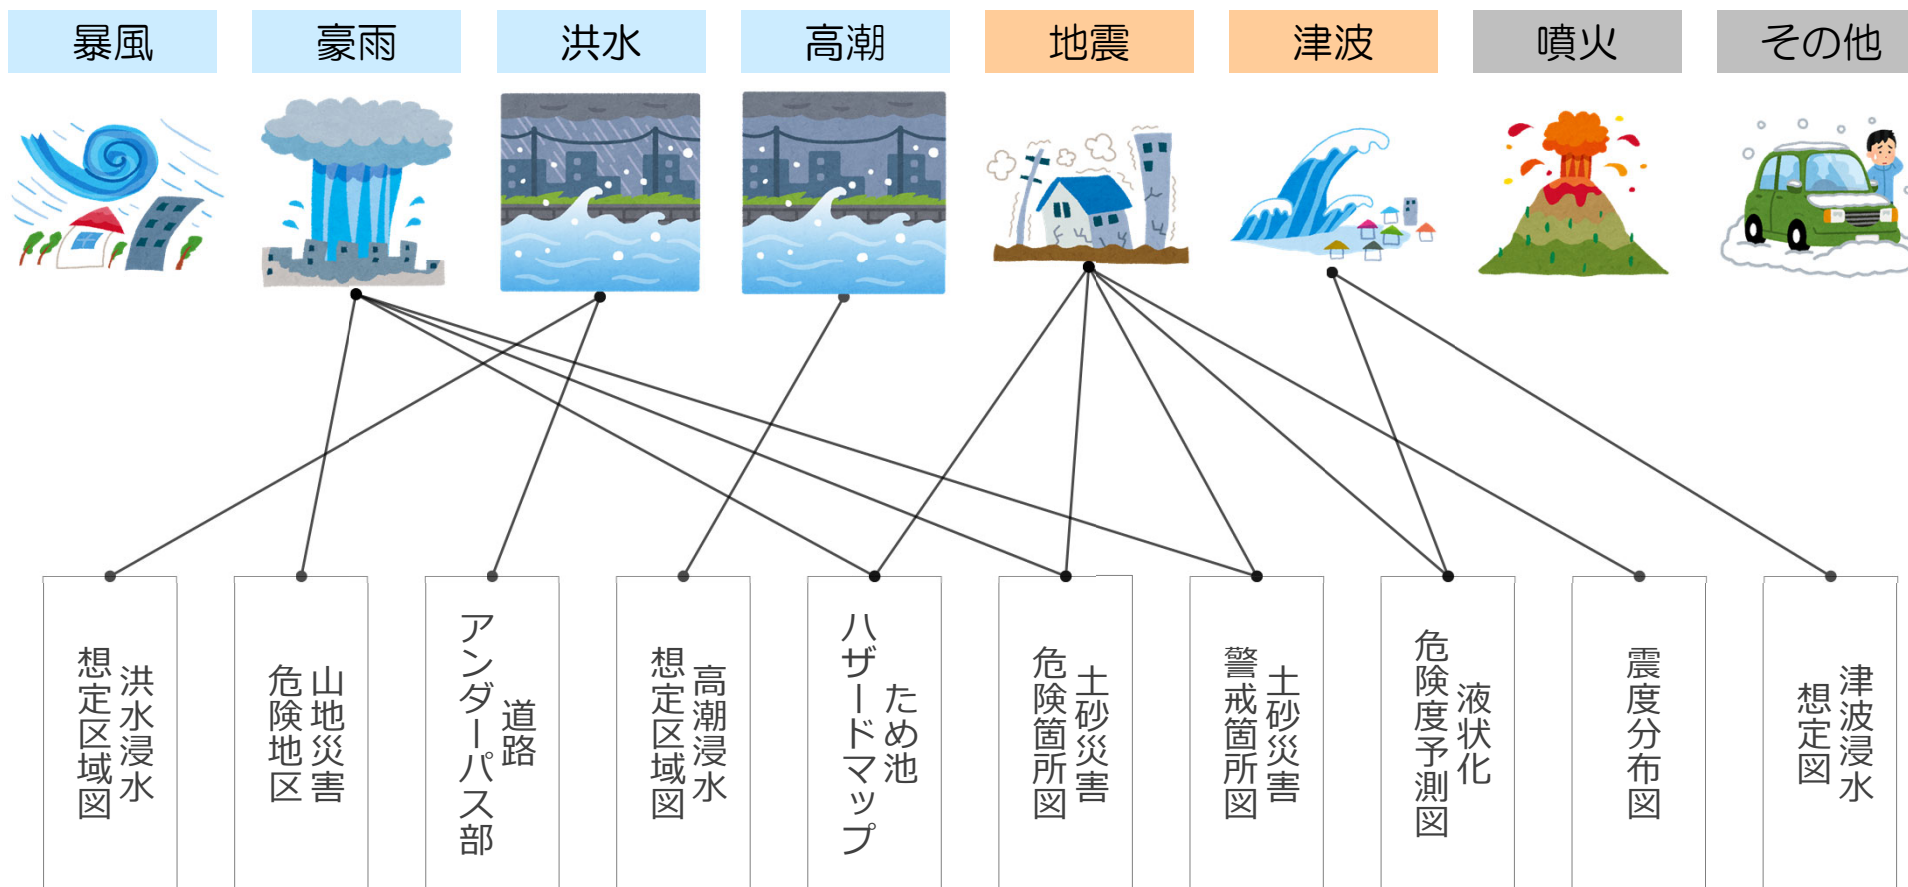 暴風
豪雨
洪水
高潮
地震
津波
噴火
その他
洪水浸水
想定区域図
山地災害
危険地区
道路
アンダーパス部
高潮浸水
想定区域図
ため池
ハザードマップ
土砂災害
危険箇所図
土砂災害
警戒箇所図
液状化
危険度予測図
震度分布図
津波浸水
想定図